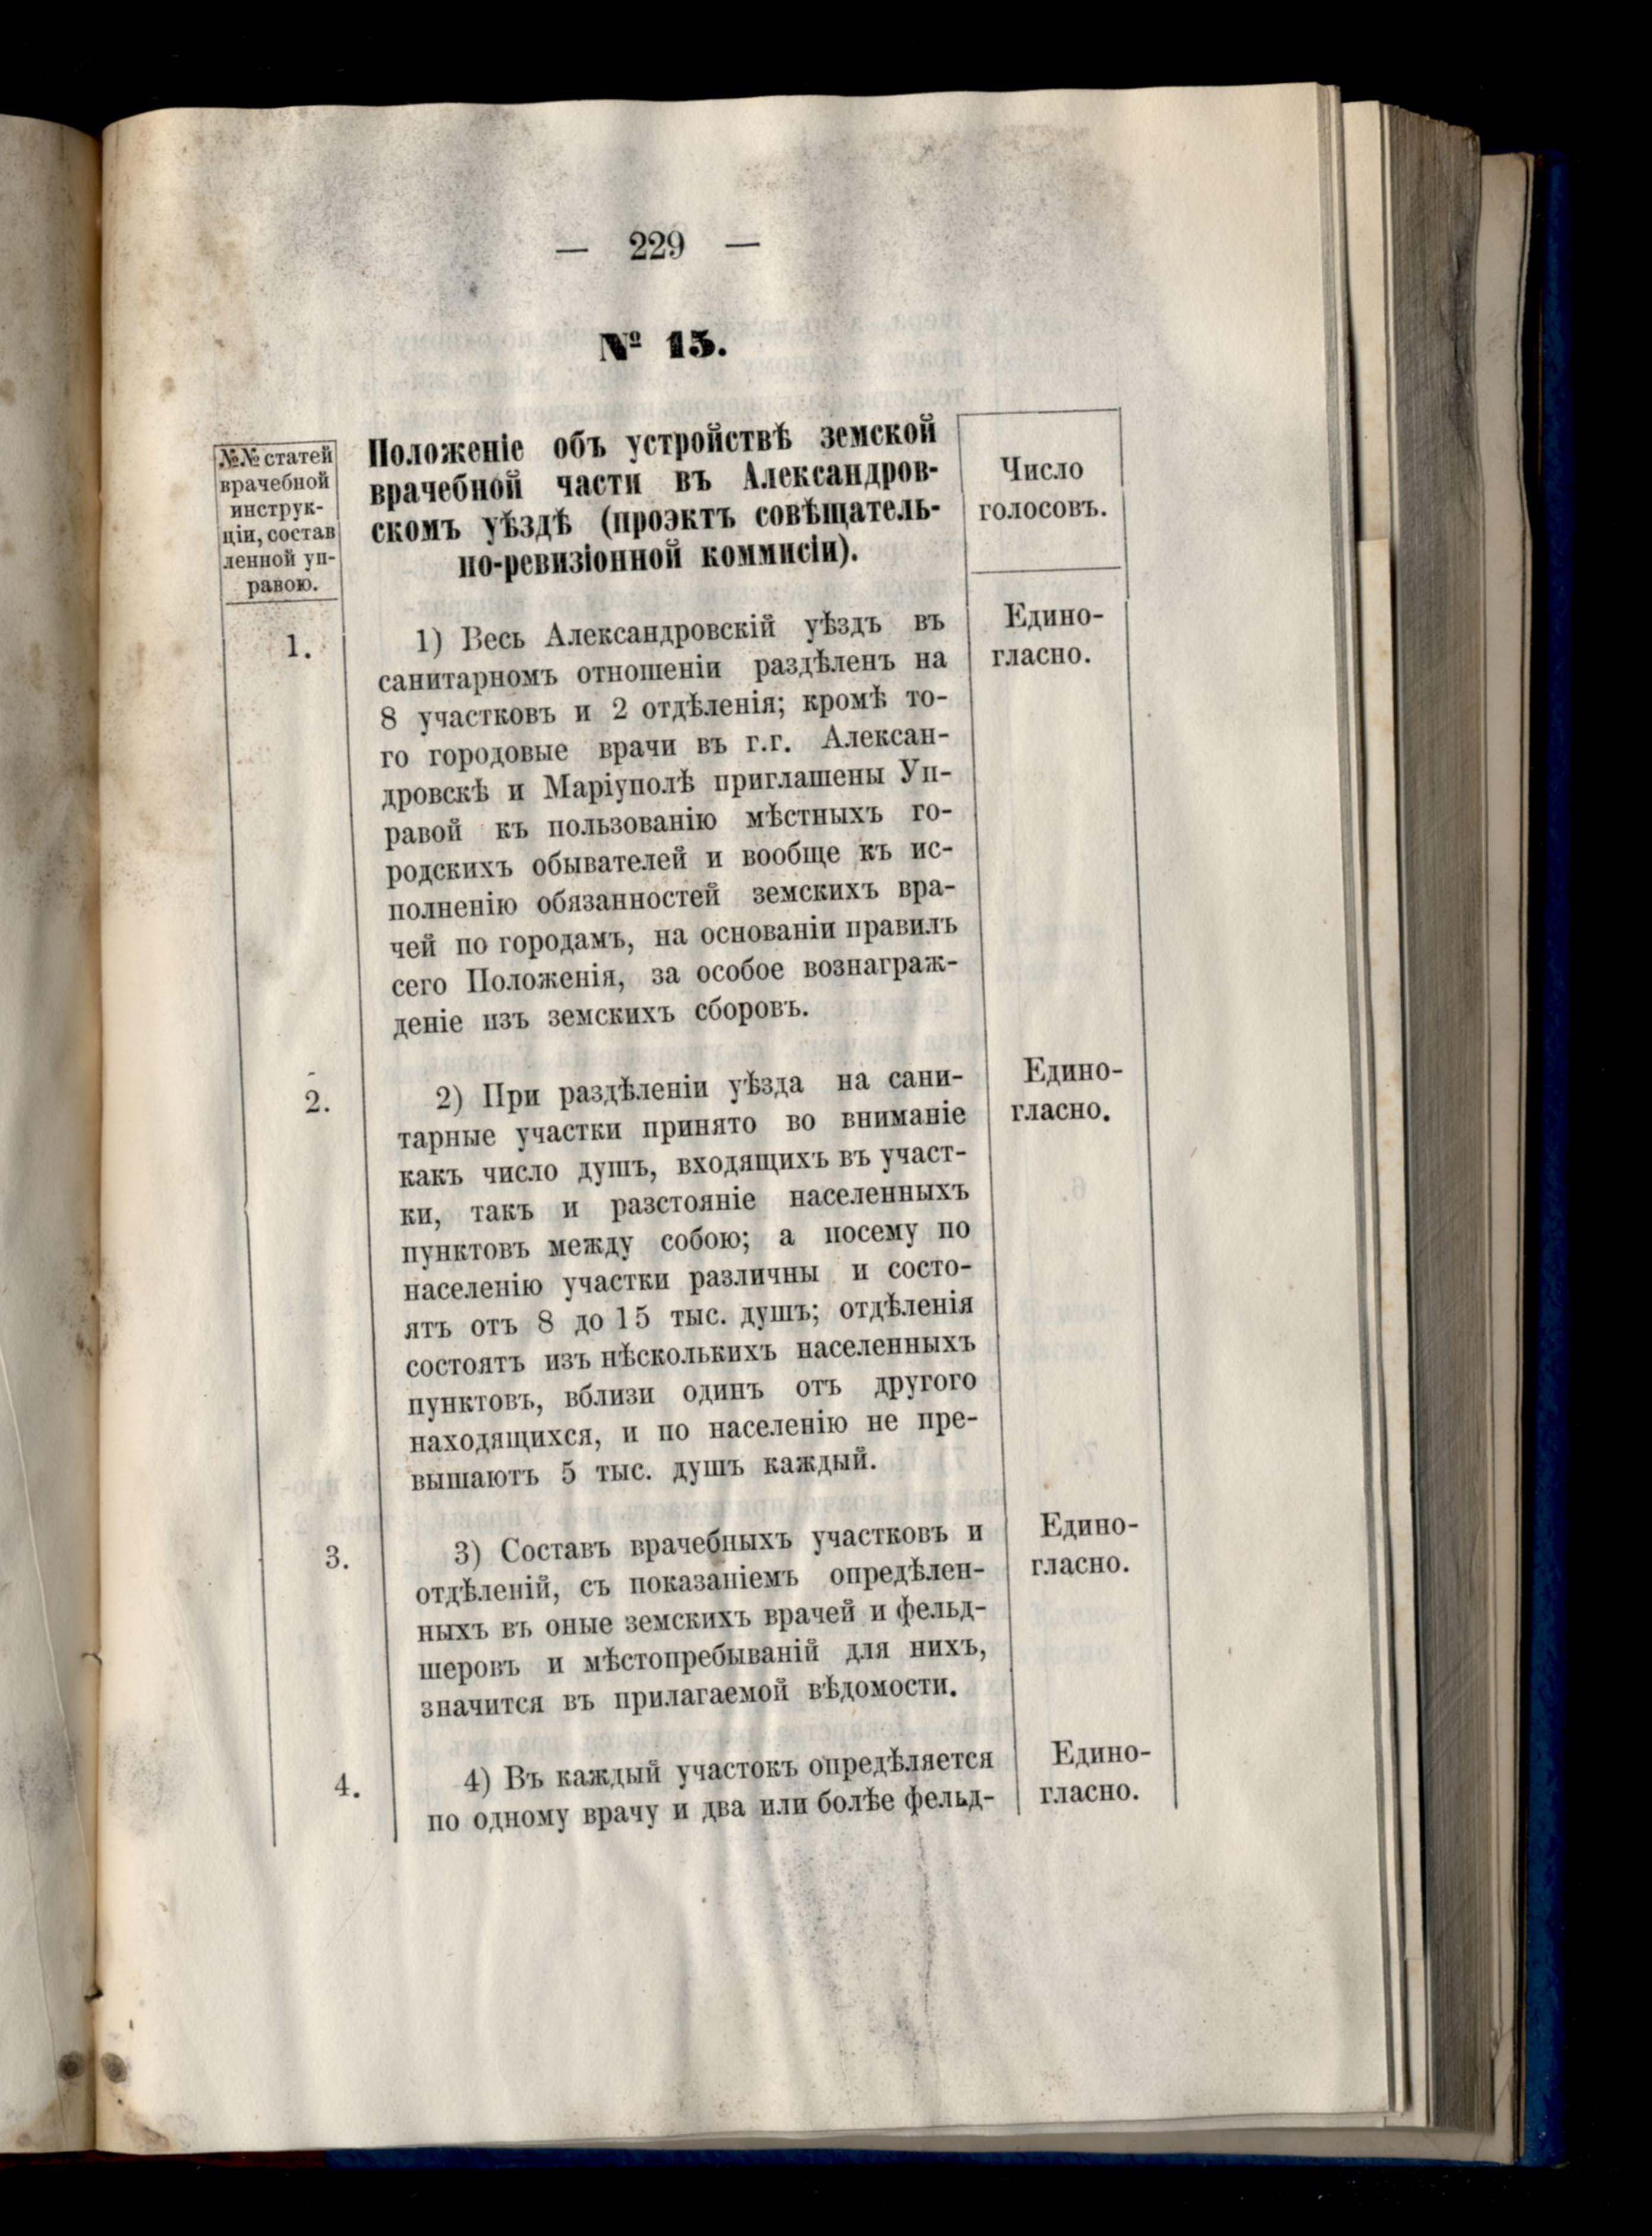 — 229 —
№ 15.
№№ статей
врачебной
инструк-
ціи, состав
ленной уп-
равою.
Положеніе объ устройствѣ земской
врачебной части въ Александров-
скомъ уѣздѣ (проэктъ совѣщатель-
но-ревизіонной коммисіи).
Число
голосовъ.
1.
1) Весь Александровскій уѣздъ въ
санитарномъ отношеніи раздѣленъ на
8 участковъ и 2 отдѣленія; кромѣ то-
го городовые врачи въ г.г. Алексан-
дровскѣ и Маріуполѣ приглашены Уп-
равой къ пользованію мѣстныхъ го-
родскихъ обывателей и вообще къ ис-
полненію обязанностей земскихъ вра-
чей по городамъ, на основаніи правилъ
сего Положенія, за особое вознаграж-
деніе изъ земскихъ сборовъ.
Едино-
гласно.
2.
2) При раздѣленіи уѣзда на сани-
тарные участки принято во вниманіе
какъ число душъ, входящихъ въ участ-
ки, такъ и разстояніе населенныхъ
пунктовъ между собою; а посему по
населенію участки различны и состо-
ятъ отъ 8 до 15 тыс. душъ; отдѣленія
состоятъ изъ нѣсколькихъ населенныхъ
пунктовъ, вблизи одинъ отъ другого
находящихся, и по населенію не пре-
вышаютъ 5 тыс. душъ каждый.
Едино-
гласно.
3.
3) Составъ врачебныхъ участковъ и
отдѣленій, съ показаніемъ опредѣлен-
ныхъ въ оные земскихъ врачей и фельд-
шеровъ и мѣстопребываній для нихъ,
значится въ прилагаемой вѣдомости.
Едино-
гласно.
4.
4) Въ каждый участокъ опредѣляется
по одному врачу и два или болѣе фельд-
Едино-
гласно.